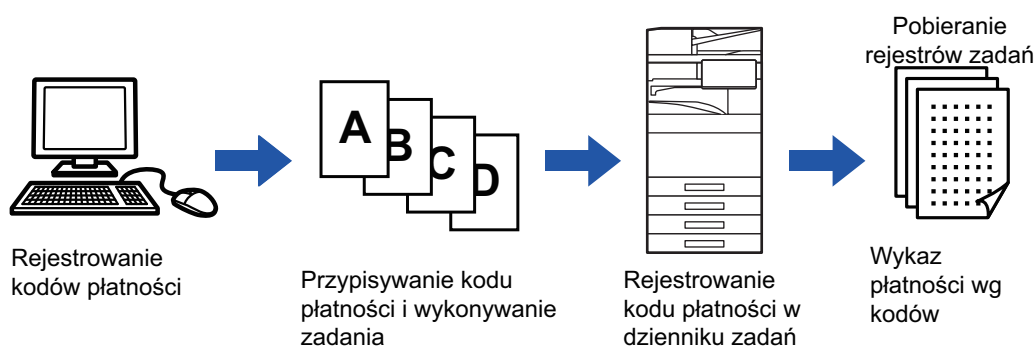 Pobieranie
rejestrów zadań
A
B
C
D
Rejestrowanie
kodów płatności
Przypisywanie kodu
płatności i wykonywanie
zadania
Rejestrowanie
kodu płatności w
dzienniku zadań
Wykaz
płatności wg
kodów